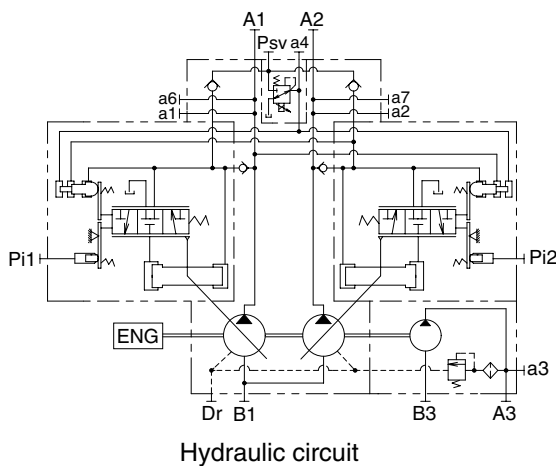 A1 A2
Psv a4
a6 a7
a1 a2
Pi1 Pi2
ENG
a3
Dr B1 B3 A3
Hydraulic circuit